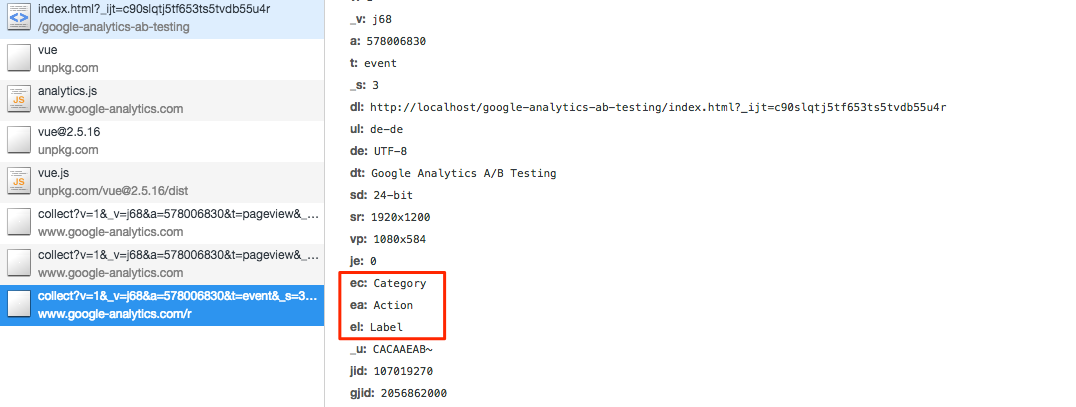 index.html?_ijt=c90slqtj5tf653ts5tvdb55u4r
/google-analytics-ab-testing
vue
unpkg.com
analytics.js
www.google-analytics.com
vue@2.5.16
unpkg.com
vue.js
unpkg.com/vue@2.5.16/dist
collect?v=1&_v=j68&a=578006830&t=pageview&_…
www.google-analytics.com
collect?v=1&_v=j68&a=578006830&t=pageview&_…
www.google-analytics.com
collect?v=1&_v=j68&a=578006830&t=event&_s=3…
www.google-analytics.com/r
_v: j68
a: 578006830
t: event
_s: 3
dl: http://localhost/google-analytics-ab-testing/index.html?_ijt=c90slqtj5tf653ts5tvdb55u4r
ul: de-de
de: UTF-8
dt: Google Analytics A/B Testing
sd: 24-bit
sr: 1920x1200
vp: 1080x584
je: 0
ec: Category
ea: Action
el: Label
_u: CACAAEAB~
jid: 107019270
gjid: 2056862000